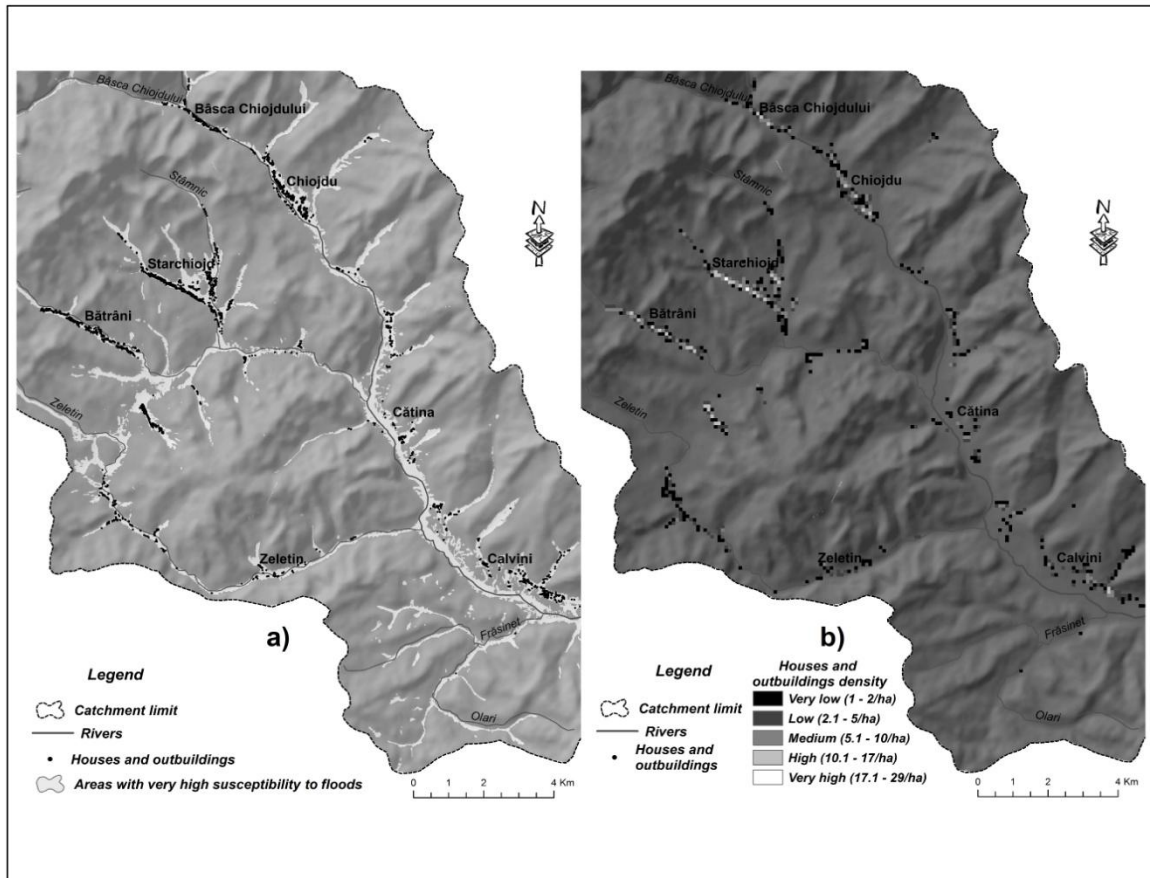 Bâsca Chiojdului
Bâsca Chiojdului
Chiojdu
Stâmnic
Starchiojd
Bătrâni
Zeletin
Cătina
Zeletin
Calvini
Frăsinet
Olari
N
a)
Legend
Catchment limit
Rivers
Houses and outbuildings
Areas with very high susceptibility to floods
0 1 2 4 Km
Bâsca Chiojdului
Bâsca Chiojdului
Chiojdu
Stâmnic
Starchiojd
Bătrâni
Zeletin
Cătina
Zeletin
Calvini
Frăsinet
Olari
N
b)
Legend
Catchment limit
Rivers
Houses and
outbuildings
Houses and
outbuildings density
Very low (1 - 2/ha)
Low (2.1 - 5/ha)
Medium (5.1 - 10/ha)
High (10.1 - 17/ha)
Very high (17.1 - 29/ha)
0 1 2 4 Km